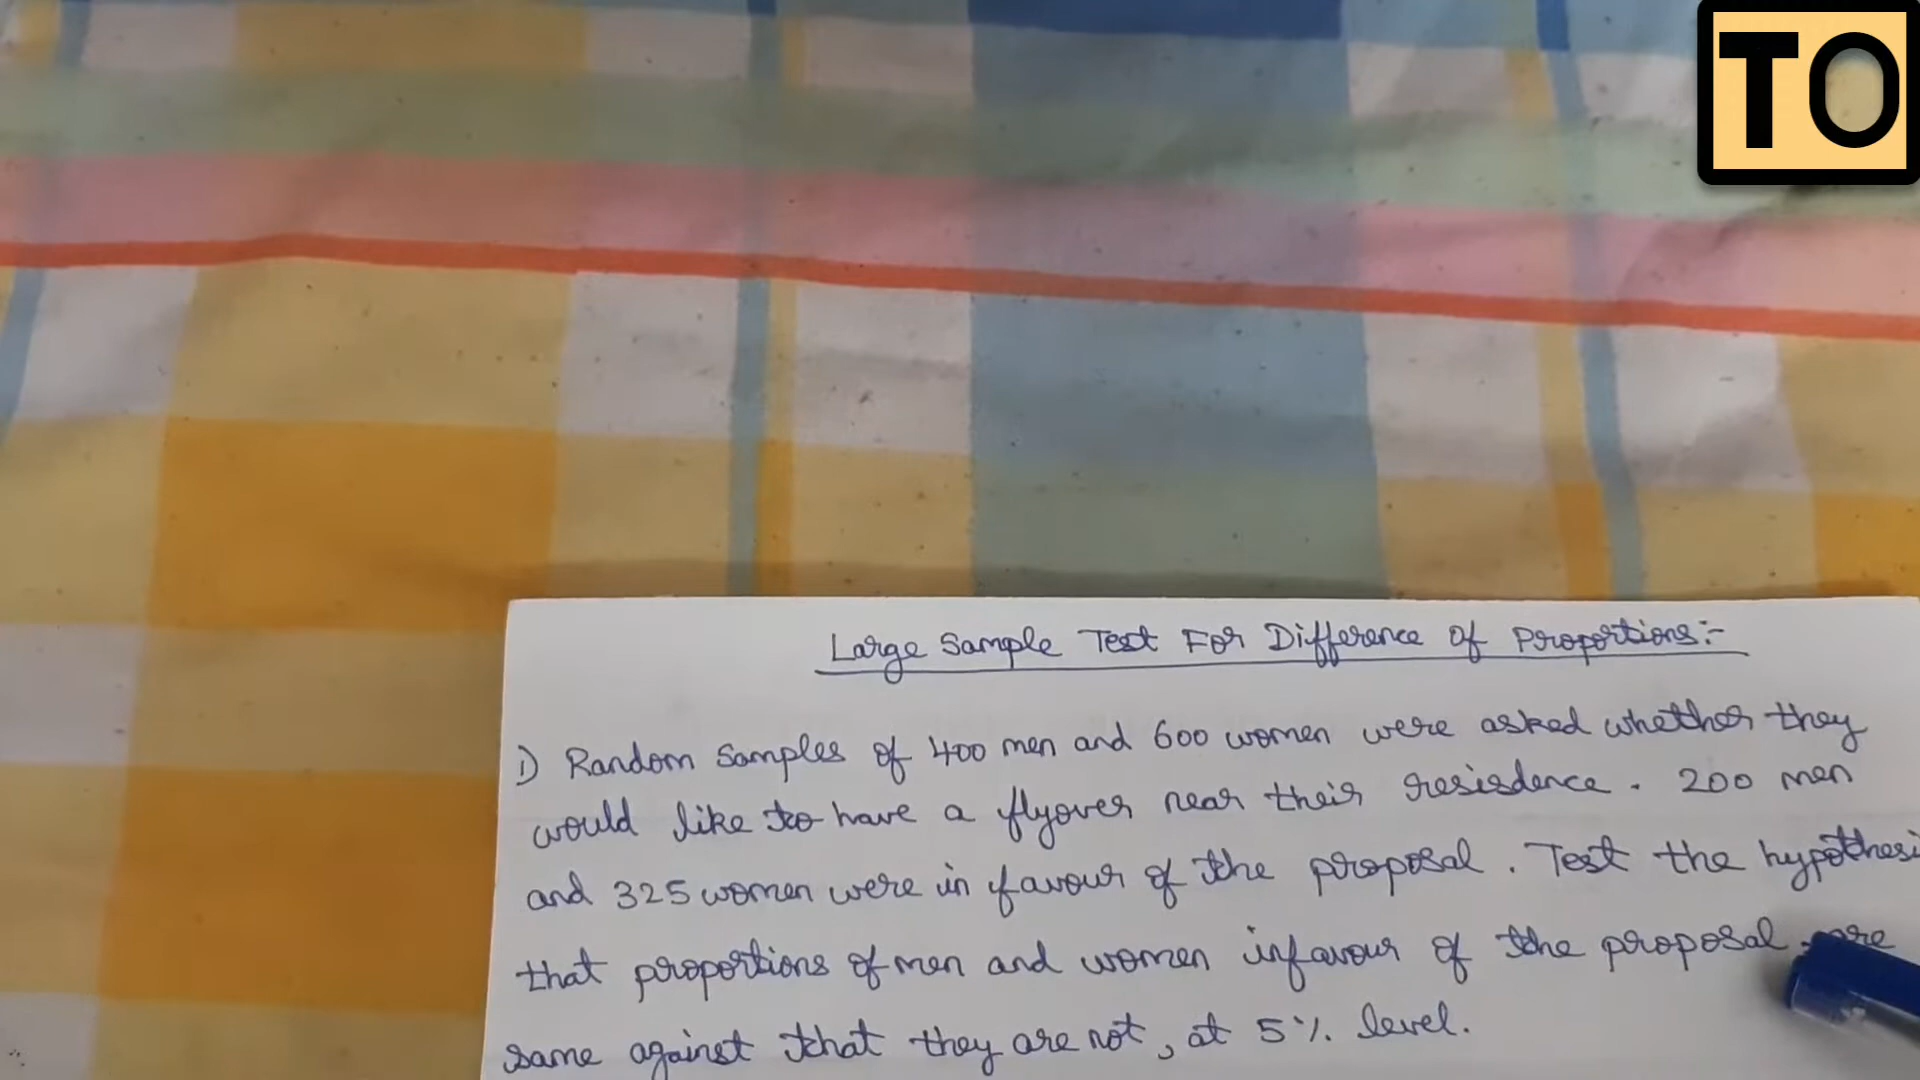 TO
Large Sample Test For Difference of Proportions:-
1) Random Samples of 400 men and 600 women were asked whether they
would like to have a flyover near their resisdence. 200 men
and 325 women were in favour of the proposal. Test the hypothesi
that proportions of men and women infavour of the proposal are
same against that they are not, at 5% level.